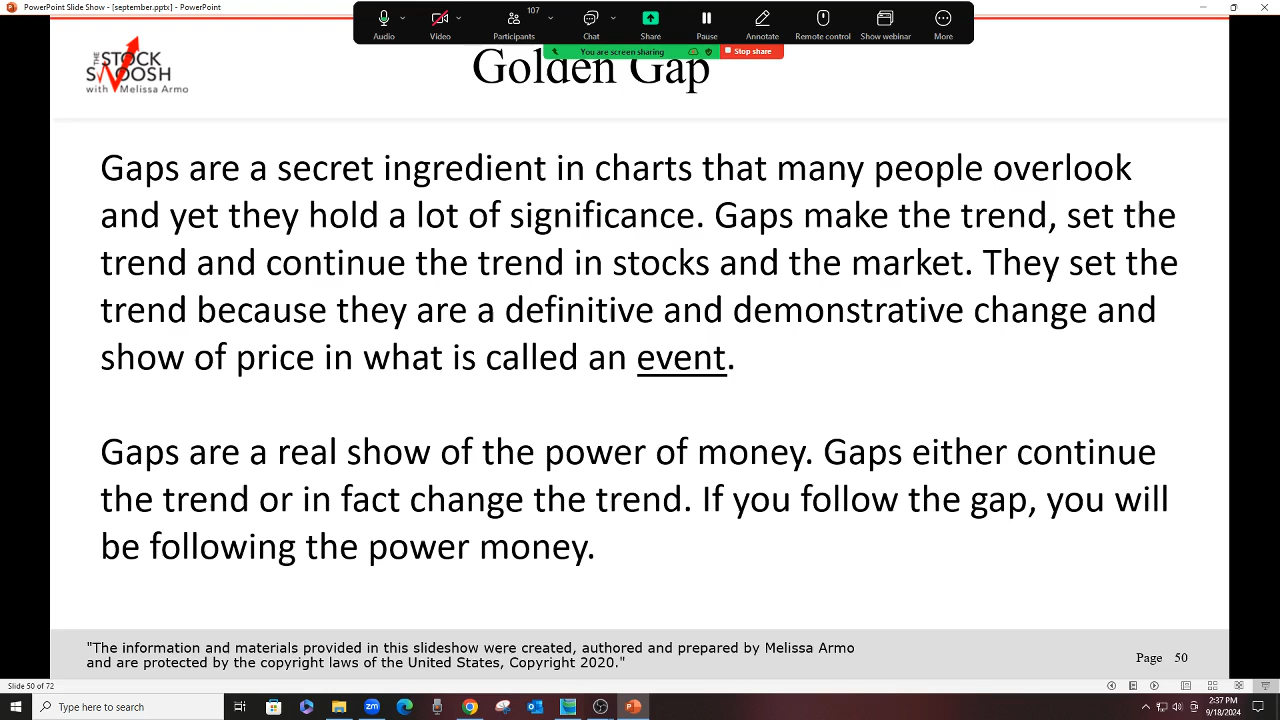 PowerPoint Slide Show - [september.pptx] - PowerPoint
Audio
Video
107
Participants
Chat
Share
Pause
Annotate
Remote control
Show webinar
More
You are screen sharing
Stop share
THE
STOCK
SWOOSH
with Melissa Armo
Golden Gap
Gaps are a secret ingredient in charts that many people overlook
and yet they hold a lot of significance. Gaps make the trend, set the
trend and continue the trend in stocks and the market. They set the
trend because they are a definitive and demonstrative change and
show of price in what is called an event.
Gaps are a real show of the power of money. Gaps either continue
the trend or in fact change the trend. If you follow the gap, you will
be following the power money.
"The information and materials provided in this slideshow were created, authored and prepared by Melissa Armo
and are protected by the copyright laws of the United States, Copyright 2020."
Page 50
Slide 50 of 72
Type here to search
zm
2:37 PM
9/18/2024